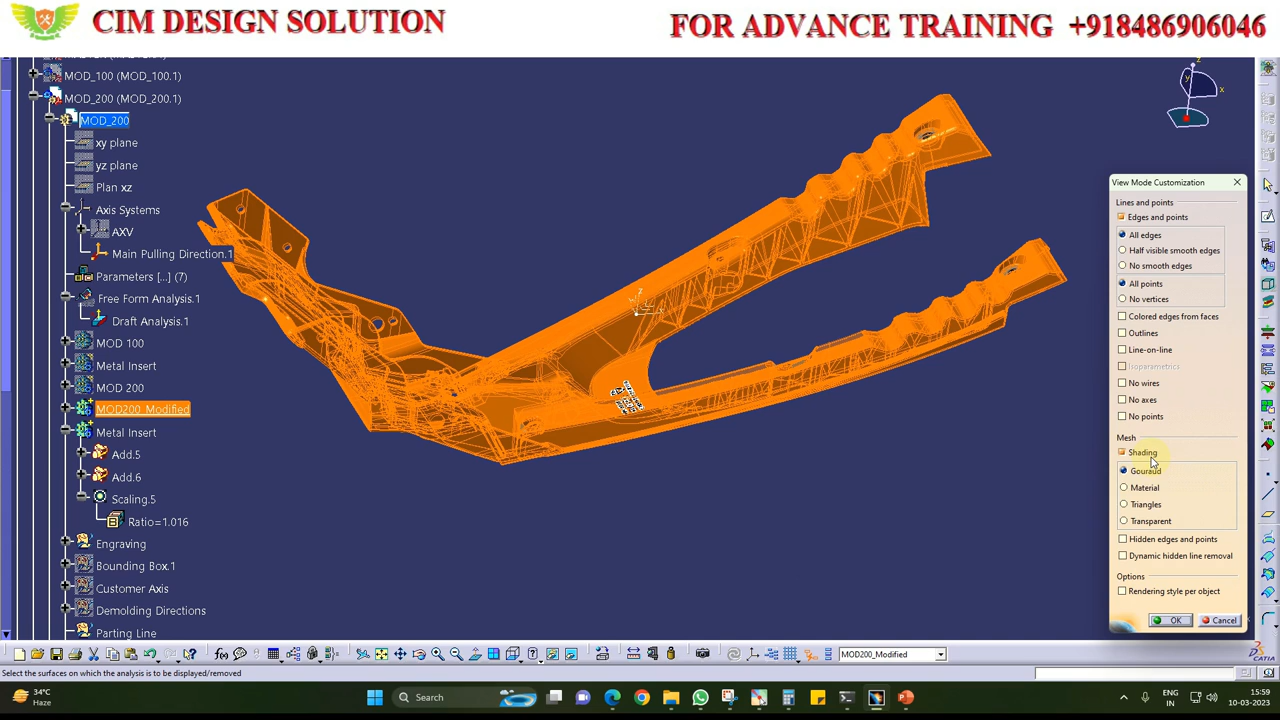 CIM DESIGN SOLUTION
FOR ADVANCE TRAINING +918486906046
MOD_100 (MOD_100.1)
MOD_200 (MOD_200.1)
MOD_200
xy plane
yz plane
Plan xz
Axis Systems
AXV
Main Pulling Direction.1
Parameters [...] (7)
Free Form Analysis.1
Draft Analysis.1
MOD 100
Metal Insert
MOD 200
MOD200_Modified
Metal Insert
Add.5
Add.6
Scaling.5
Ratio=1.016
Engraving
Bounding Box.1
Customer Axis
Demolding Directions
Parting Line
z
y
x
View Mode Customization
Lines and points
Edges and points
All edges
Half visible smooth edges
No smooth edges
All points
No vertices
Colored edges from faces
Outlines
Line-on-line
Isoparametrics
No wires
No axes
No points
Mesh
Shading
Gouraud
Material
Triangles
Transparent
Hidden edges and points
Dynamic hidden line removal
Options
Rendering style per object
OK
Cancel
MOD200_Modified
CATIA
Select the surfaces on which the analysis is to be displayed/removed
34°C
Haze
Search
ENG
IN
15:59
10-03-2023